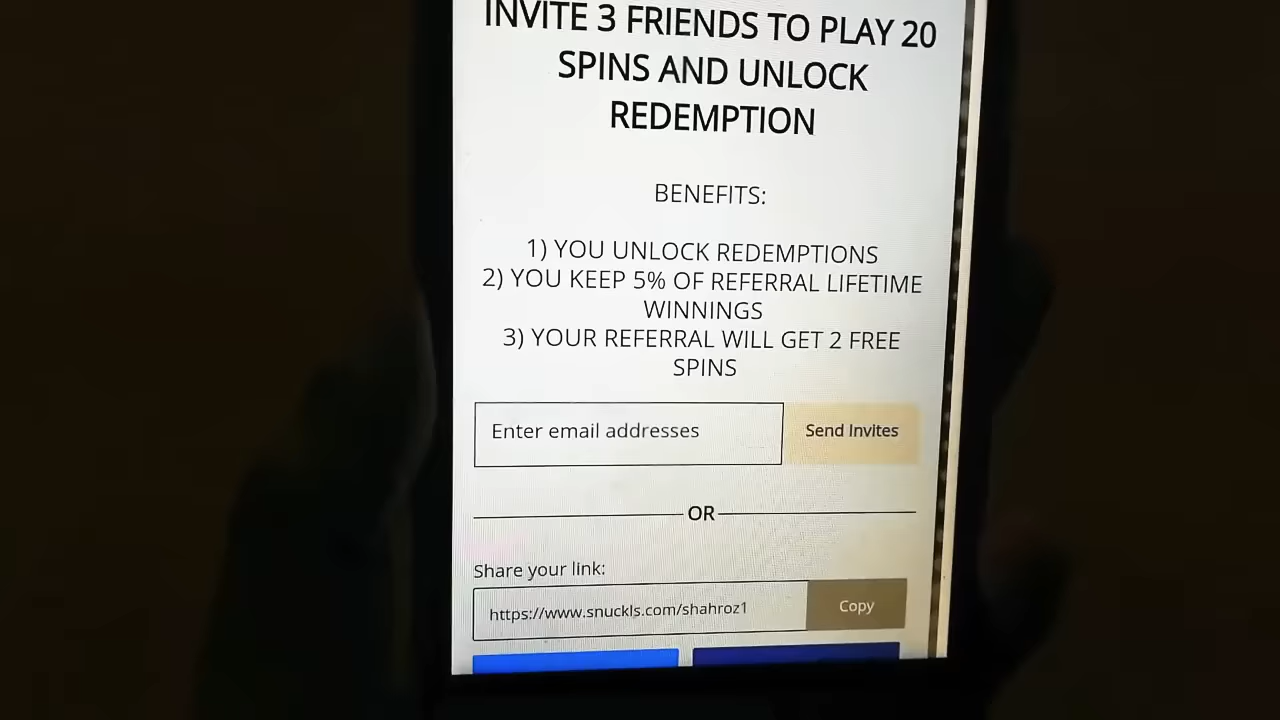 INVITE 3 FRIENDS TO PLAY 20
SPINS AND UNLOCK
REDEMPTION
BENEFITS:
1) YOU UNLOCK REDEMPTIONS
2) YOU KEEP 5% OF REFERRAL LIFETIME
WINNINGS
3) YOUR REFERRAL WILL GET 2 FREE
SPINS
Enter email addresses
Send Invites
OR
Share your link:
https://www.snuckls.com/shahroz1
Copy